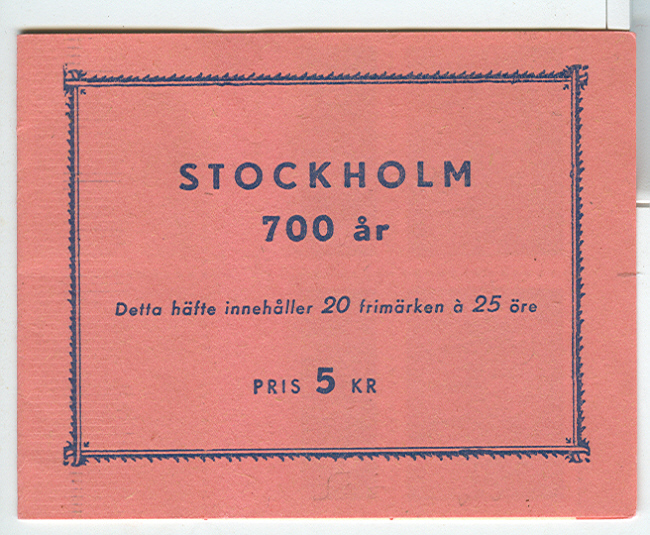 STOCKHOLM
700 år
Detta häfte innehåller 20 frimärken à 25 öre
PRIS 5 KR